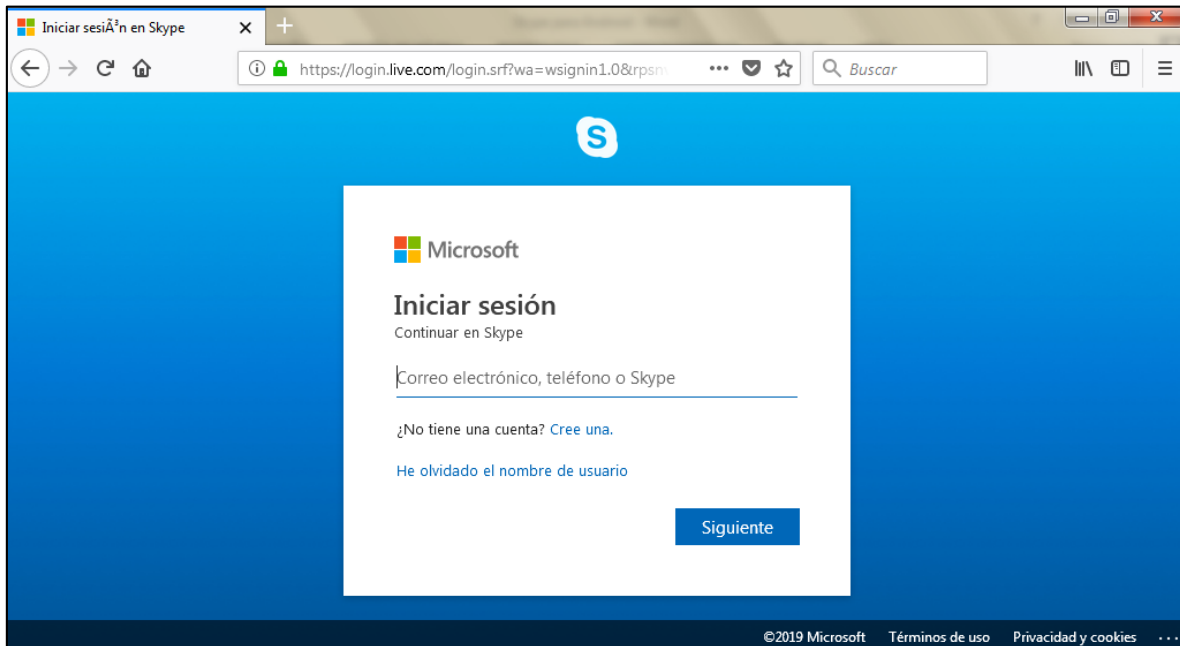 Iniciar sesiÃ³n en Skype
https://login.live.com/login.srf?wa=wsignin1.0&rpsn
Buscar
S
Microsoft
Iniciar sesión
Continuar en Skype
Correo electrónico, teléfono o Skype
¿No tiene una cuenta? Cree una.
He olvidado el nombre de usuario
Siguiente
©2019 Microsoft Términos de uso Privacidad y cookies ...